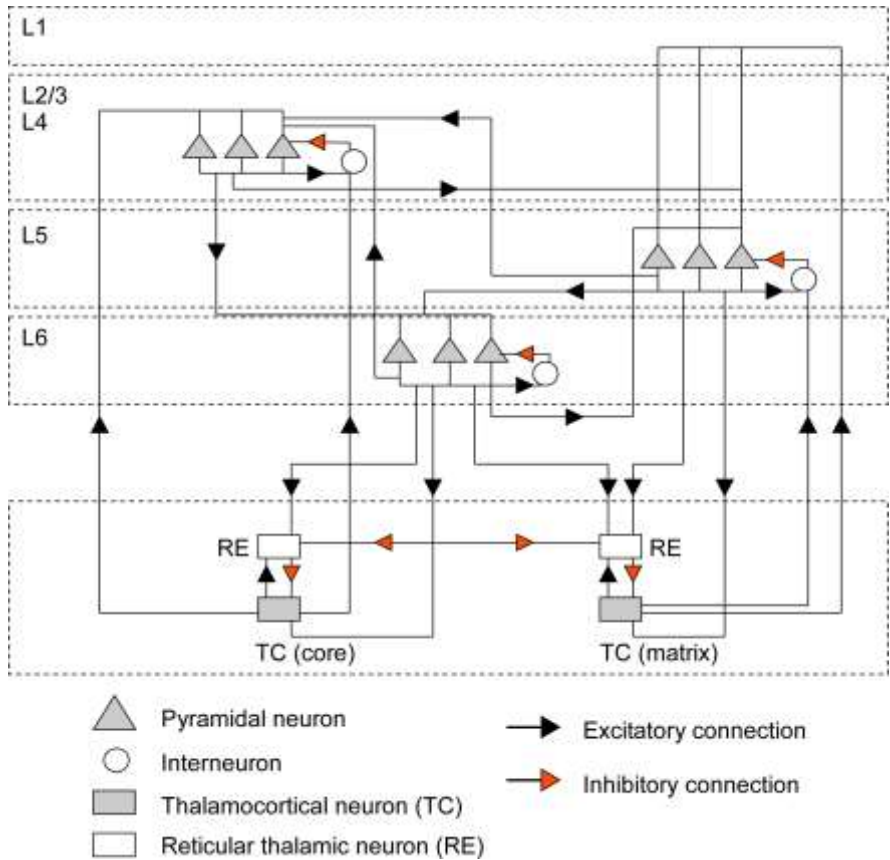 L1
L2/3
L4
L5
L6
RE
RE
TC (core)
TC (matrix)
Pyramidal neuron
Interneuron
Thalamocortical neuron (TC)
Reticular thalamic neuron (RE)
Excitatory connection
Inhibitory connection